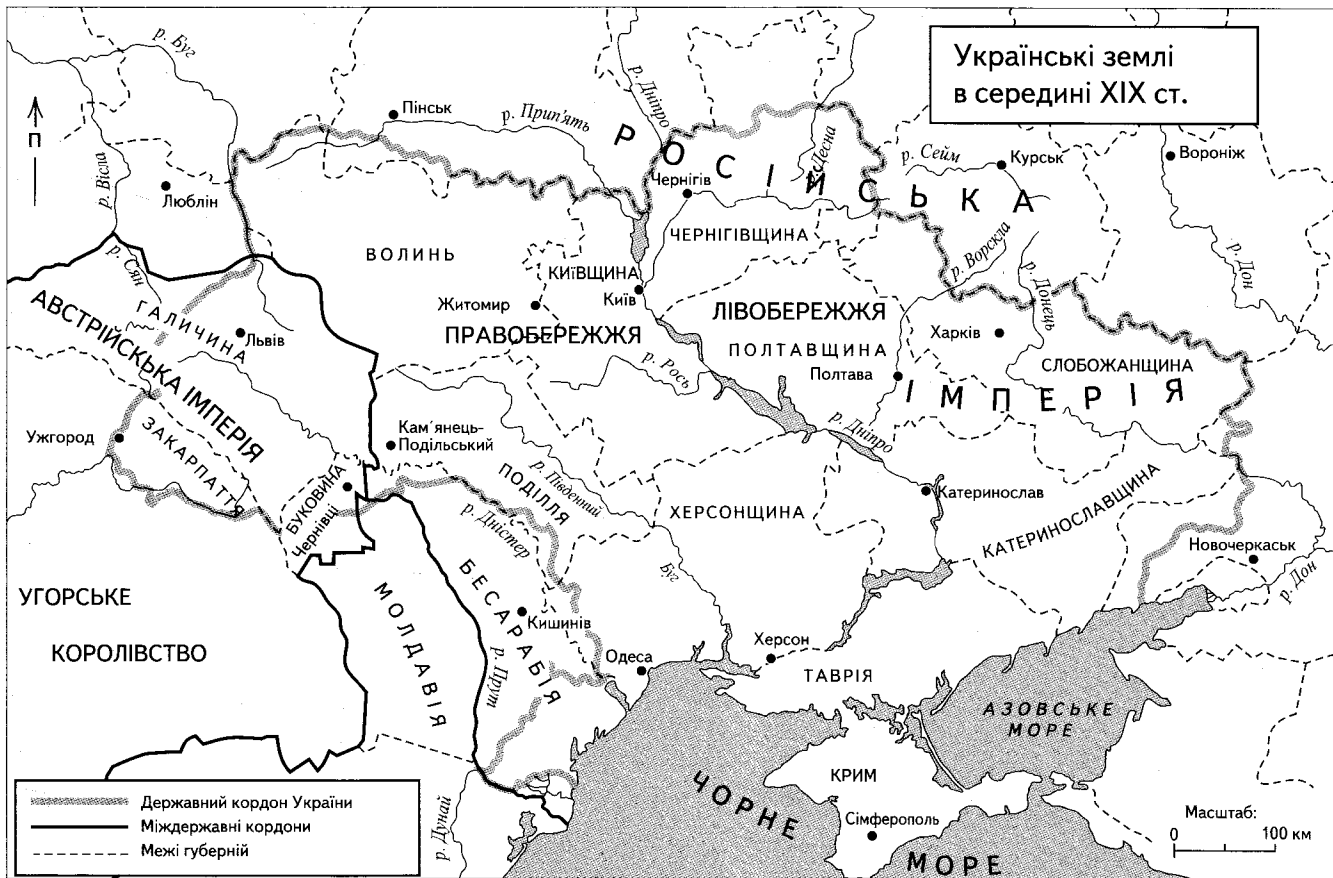 Українські землі
в середині XIX ст.
П
р. Буг
р. Вісла
Люблін
Пінськ
р. Прип'ять
р. Дніпро
РОСІЙСЬКА
р. Десна
р. Сейм
Курськ
Вороніж
Чернігів
ЧЕРНІГІВЩИНА
ВОЛИНЬ
р. Сян
КИЇВЩИНА
Київ
Житомир
ПРАВОБЕРЕЖЖЯ
ЛІВОБЕРЕЖЖЯ
р. Ворскла
р. Донець
р. Дон
АВСТРІЙСЬКА ІМПЕРІЯ
ГАЛИЧИНА
Львів
ПОЛТАВЩИНА
Полтава
Харків
СЛОБОЖАНЩИНА
ІМПЕРІЯ
р. Рось
р. Дніпро
Ужгород
ЗАКАРПАТТЯ
Кам'янець-
Подільський
БУКОВИНА
Чернівці
ПОДІЛЛЯ
р. Південний
Буг
р. Дністер
ХЕРСОНЩИНА
Катеринослав
КАТЕРИНОСЛАВЩИНА
Новочеркаськ
р. Дон
УГОРСЬКЕ
КОРОЛІВСТВО
МОЛДАВІЯ
БЕСАРАБІЯ
Кишинів
р. Прут
Одеса
Херсон
ТАВРІЯ
АЗОВСЬКЕ
МОРЕ
КРИМ
Сімферополь
ЧОРНЕ
МОРЕ
р. Дунай
Державний кордон України
Міждержавні кордони
Межі губерній
Масштаб:
0 100 км